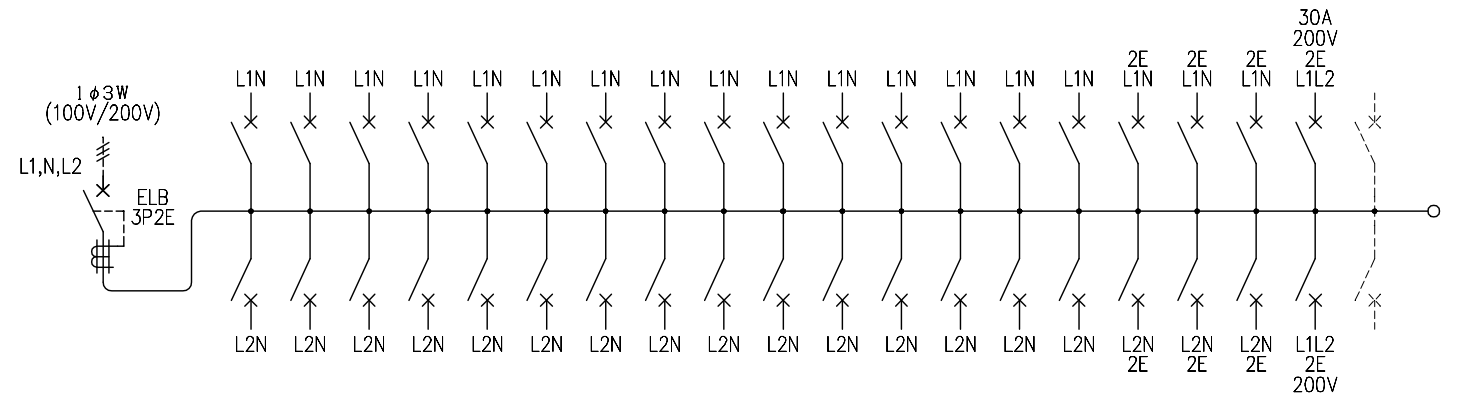 30A
200V
2E 2E 2E 2E
L1N L1N L1N L1N L1N L1N L1N L1N L1N L1N L1N L1N L1N L1N L1N L1N L1N L1N L1L2
1φ3W
(100V/200V)
L1,N,L2
ELB
3P2E
L2N L2N L2N L2N L2N L2N L2N L2N L2N L2N L2N L2N L2N L2N L2N L2N L2N L2N L1L2
2E 2E 2E 2E
200V